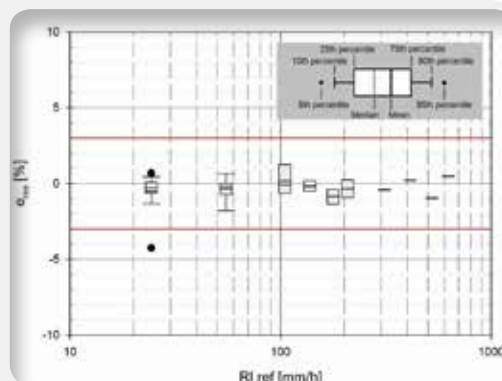 10
25th percentile 75th percentile
10th percentile 90th percentile
5th percentile 95th percentile
Median Mean
5
0
-5
-10
[%]
10 100 1000
RI ref [mm/h]